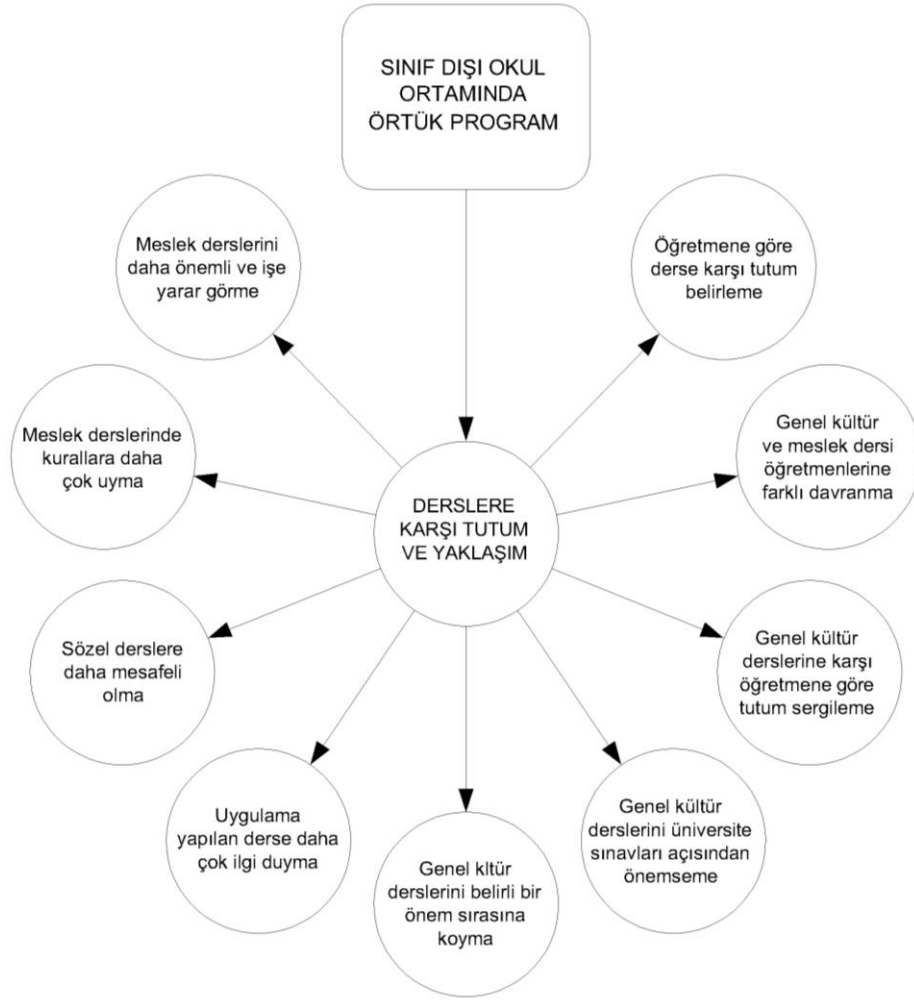 SINIF DIŞI OKUL
ORTAMINDA
ÖRTÜK PROGRAM
Meslek derslerini
daha önemli ve işe
yarar görme
Öğretmene göre
derse karşı tutum
belirleme
Meslek derslerinde
kurallara daha
çok uyma
Genel kültür
ve meslek dersi
öğretmenlerine
farklı davranma
DERSLERE
KARŞI TUTUM
VE YAKLAŞIM
Sözel derslere
daha mesafeli
olma
Genel kültür
derslerine karşı
öğretmene göre
tutum sergileme
Uygulama
yapılan derse daha
çok ilgi duyma
Genel kltür
derslerini belirli bir
önem sırasına
koyma
Genel kültür
derslerini üniversite
sınavları açısından
önemseme